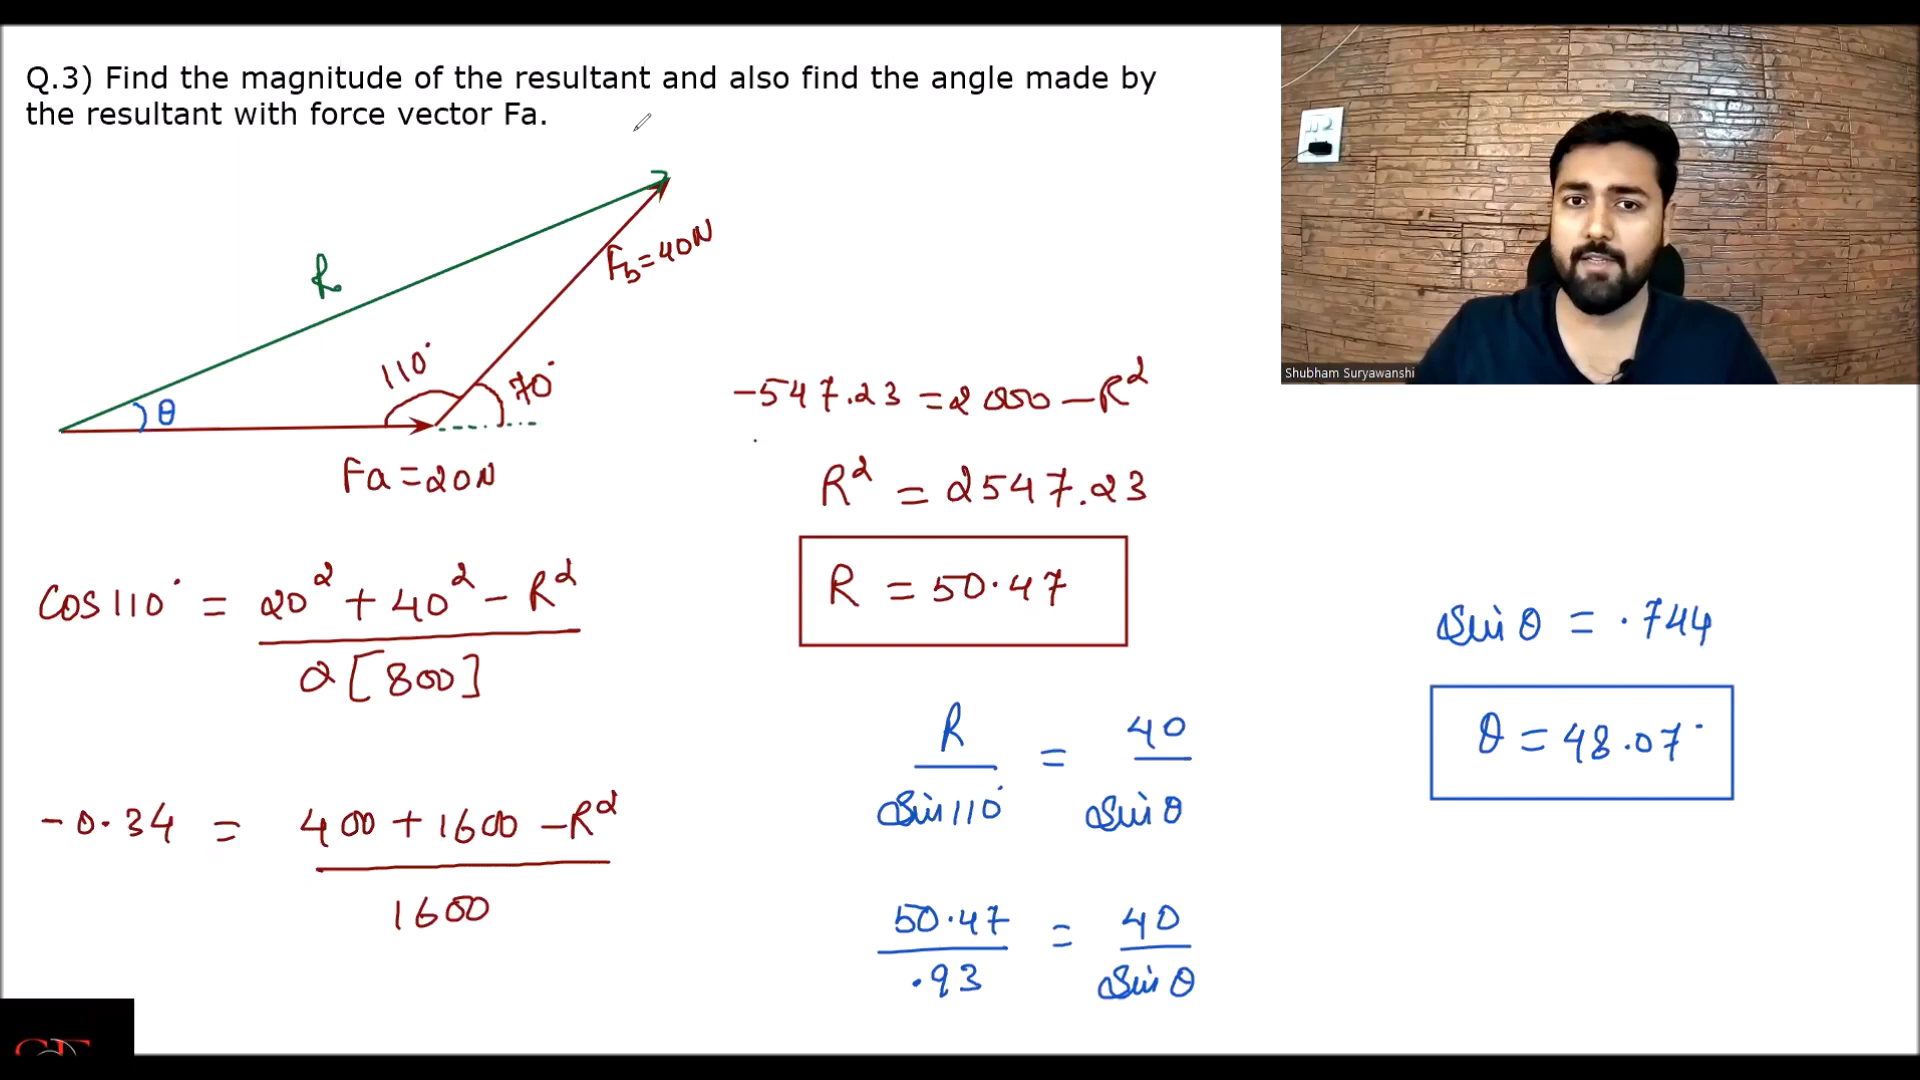 Q.3) Find the magnitude of the resultant and also find the angle made by
the resultant with force vector Fa.
R
Fb=40N
110°
70°
θ
Fa=20N
Cos110° = 20² + 40² - R²
2[800]
-0.34 = 400 + 1600 - R²
1600
-547.23 = 2000 - R²
R² = 2547.23
R = 50.47
R = 40
Sin110° Sinθ
50.47 = 40
.93 Sinθ
Sinθ = .744
θ = 48.07°
Shubham Suryawanshi